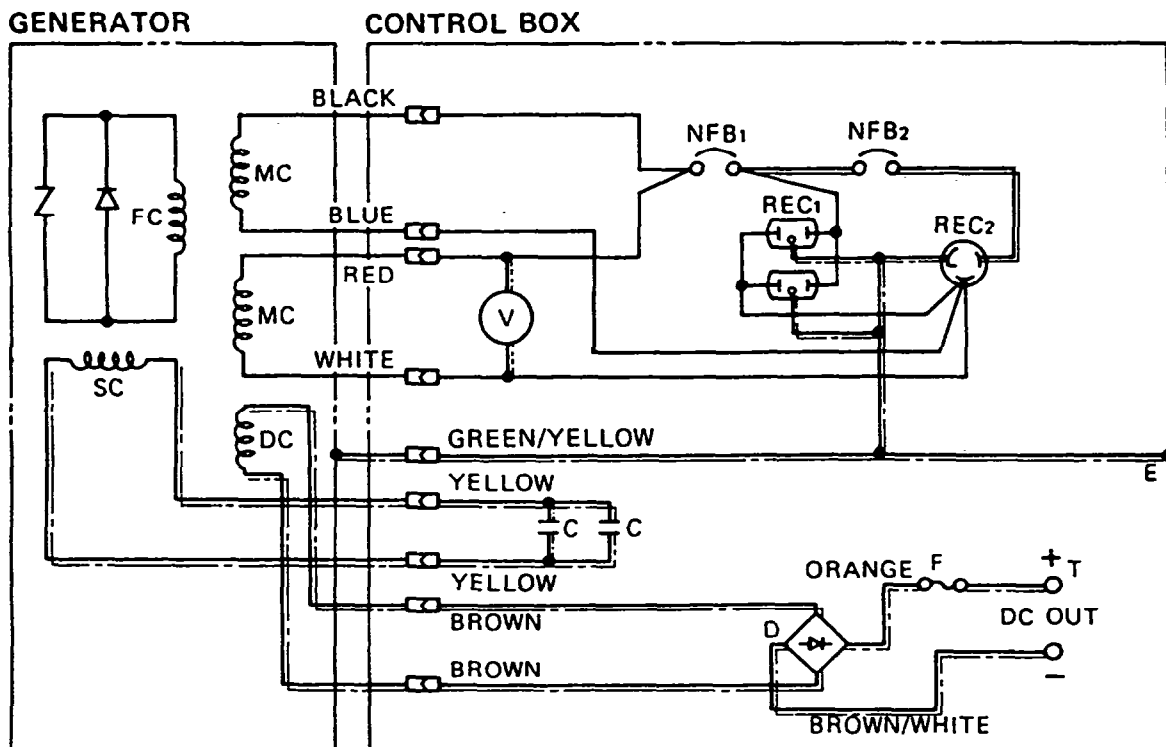 GENERATOR
CONTROL BOX
BLACK
NFB1
NFB2
MC
FC
BLUE
REC1
REC2
RED
MC
V
WHITE
SC
DC
GREEN/YELLOW
E
YELLOW
C
C
YELLOW
ORANGE
F
+
T
BROWN
D
DC OUT
BROWN
−
BROWN/WHITE